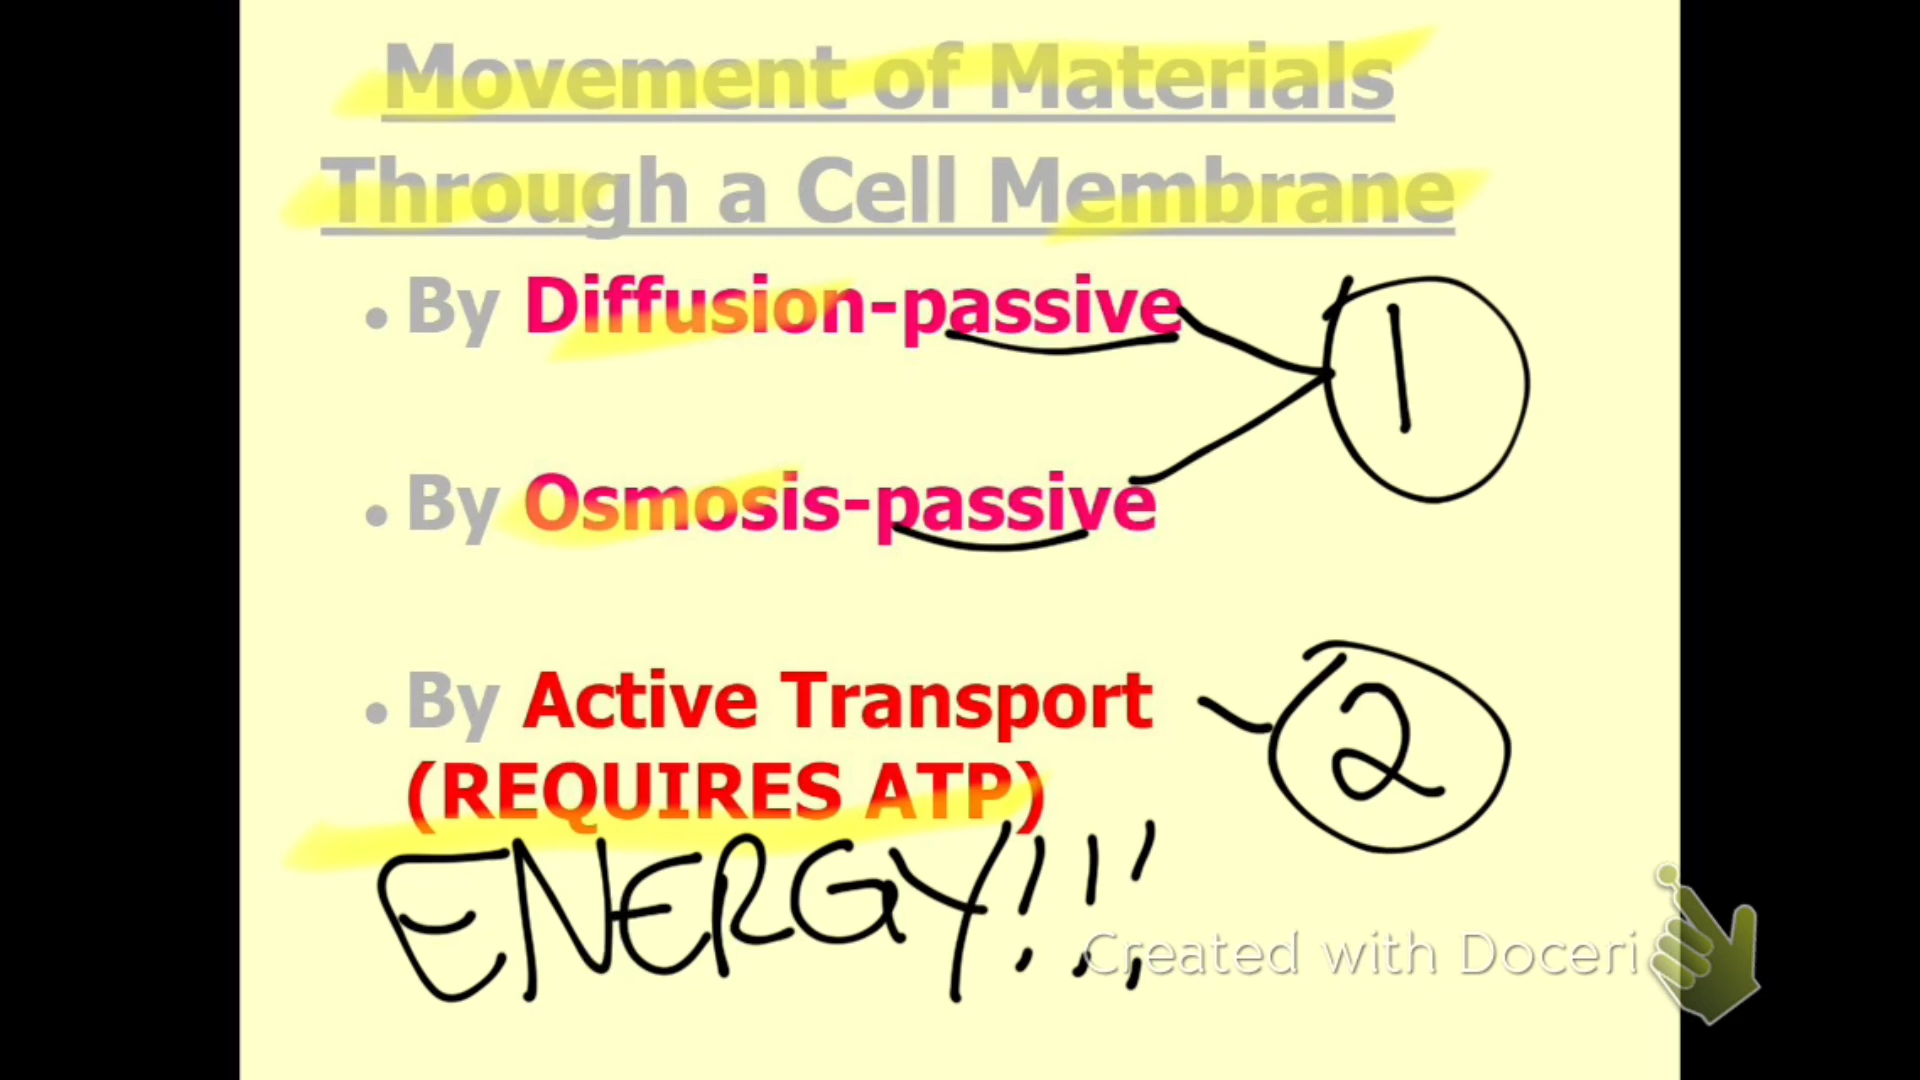 Movement of Materials
Through a Cell Membrane
• By Diffusion-passive
1
• By Osmosis-passive
• By Active Transport
2
(REQUIRES ATP)
ENERGY!!!
Created with Doceri